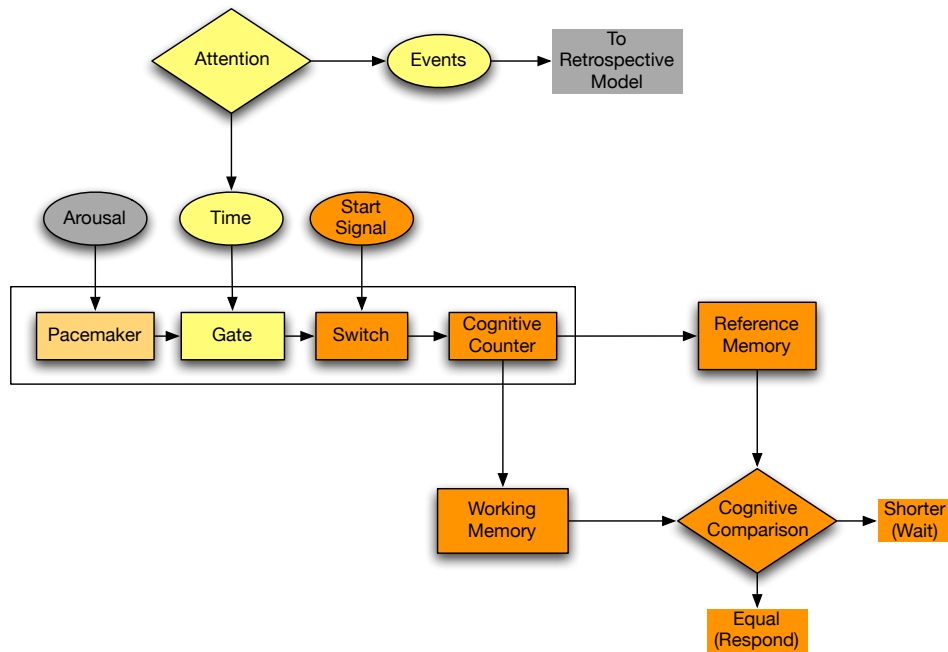 Attention
Events
To
Retrospective
Model
Arousal
Time
Start
Signal
Pacemaker
Gate
Switch
Cognitive
Counter
Reference
Memory
Working
Memory
Cognitive
Comparison
Shorter
(Wait)
Equal
(Respond)